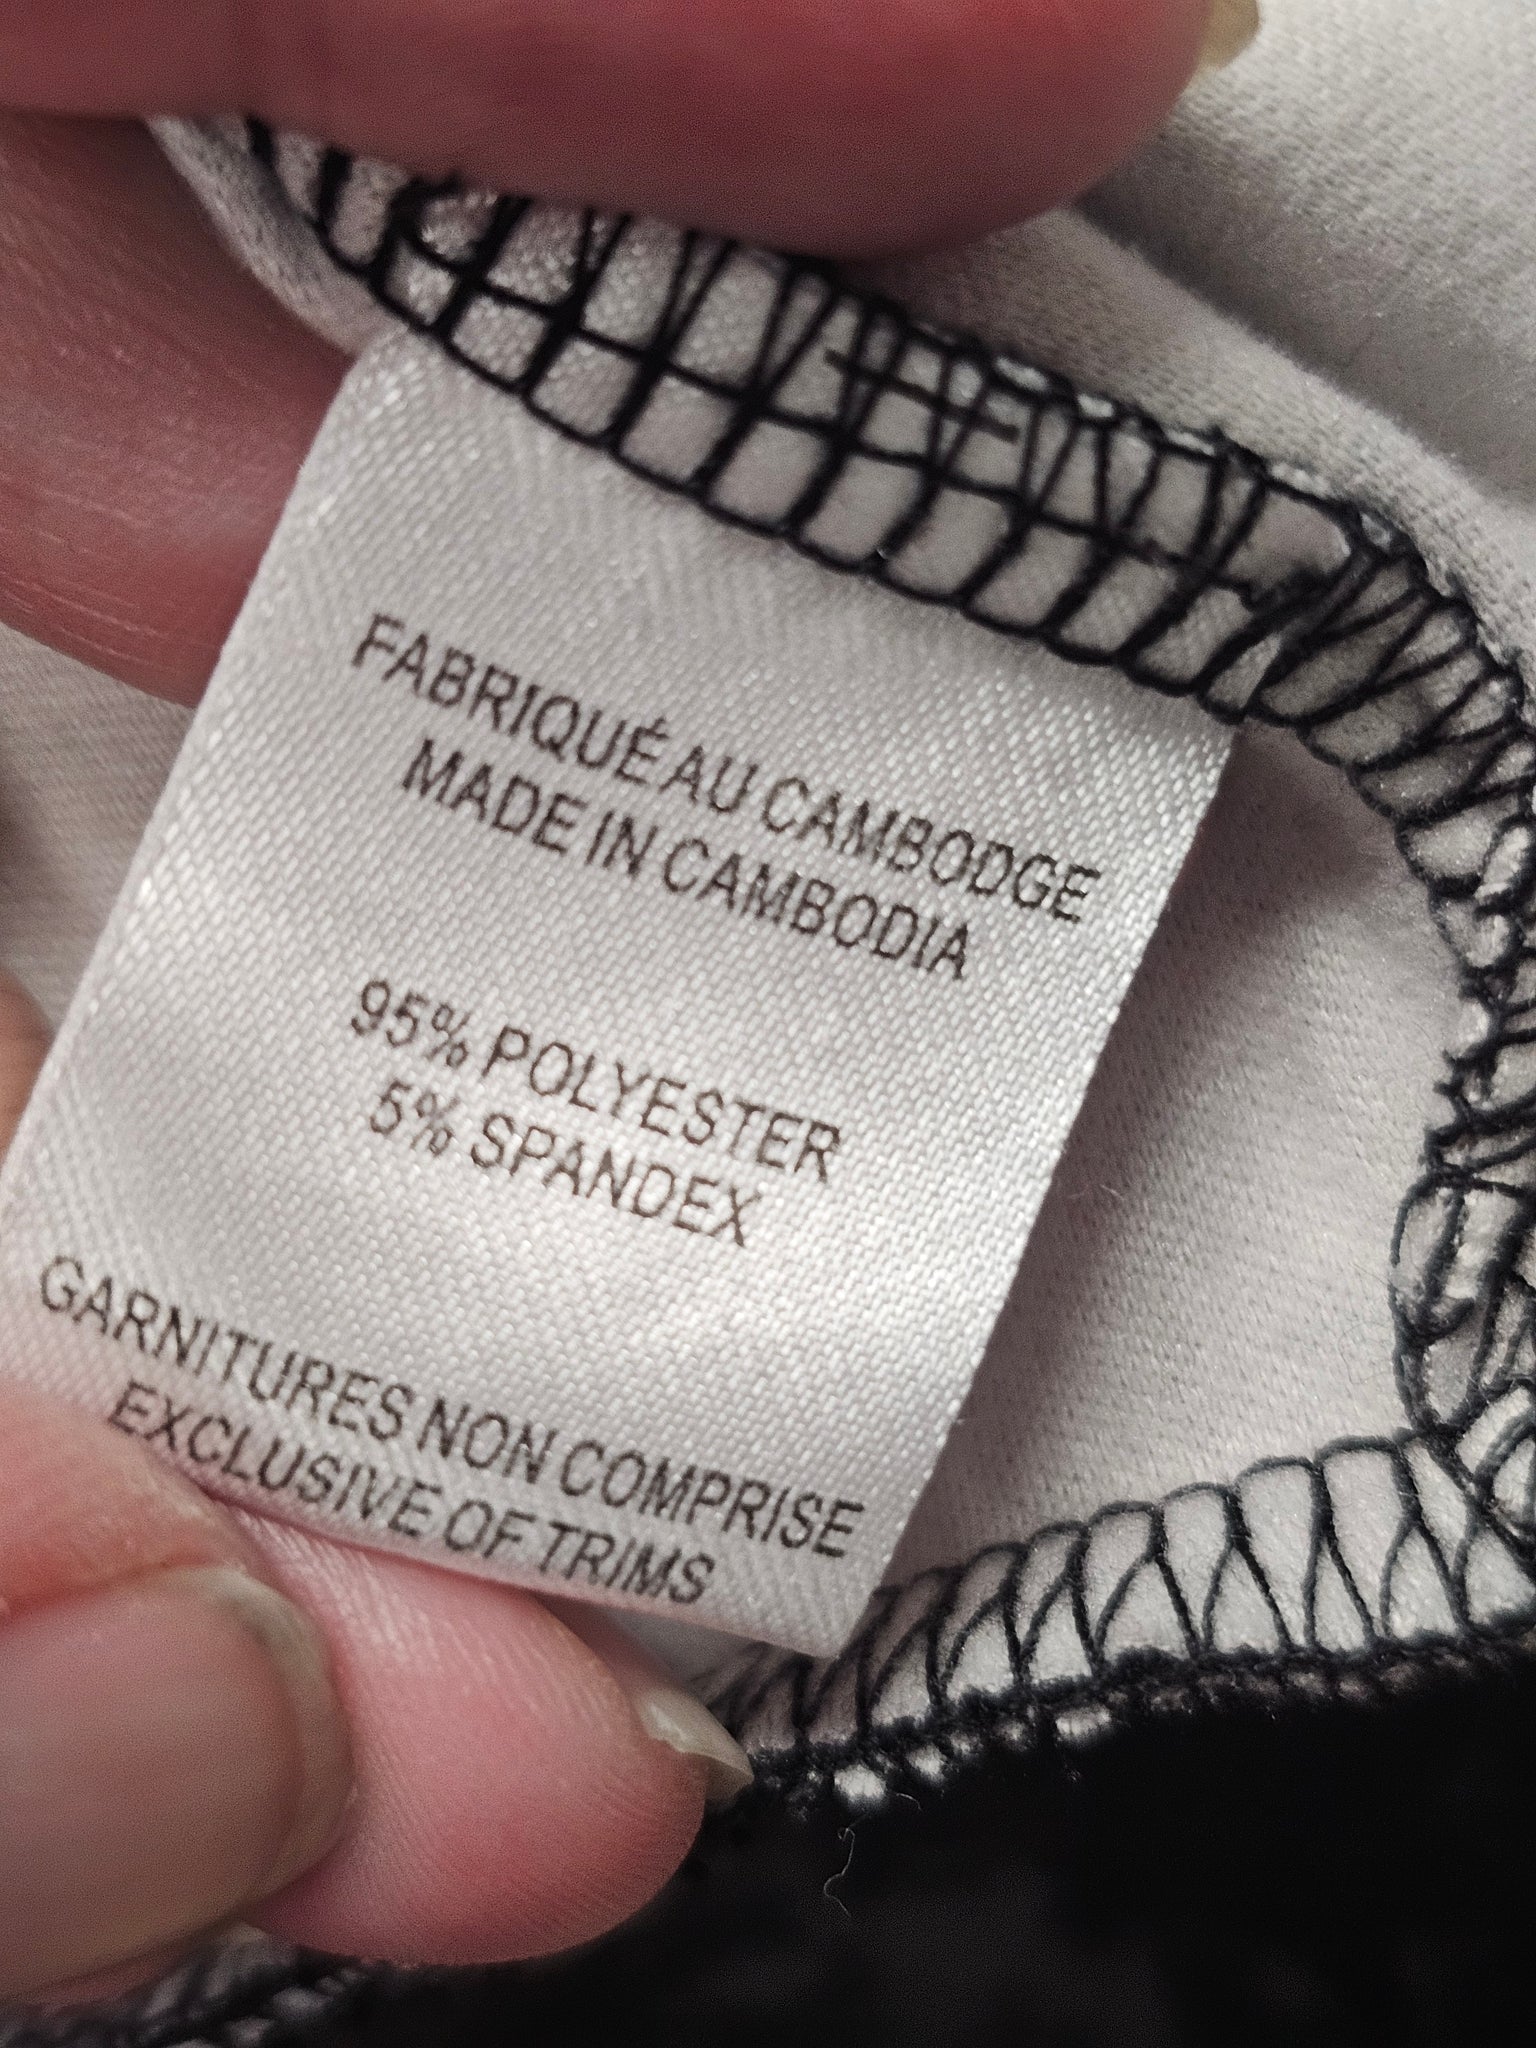 FABRIQUÉ AU CAMBODGE
MADE IN CAMBODIA
95% POLYESTER
5% SPANDEX
GARNITURES NON COMPRISE
EXCLUSIVE OF TRIMS